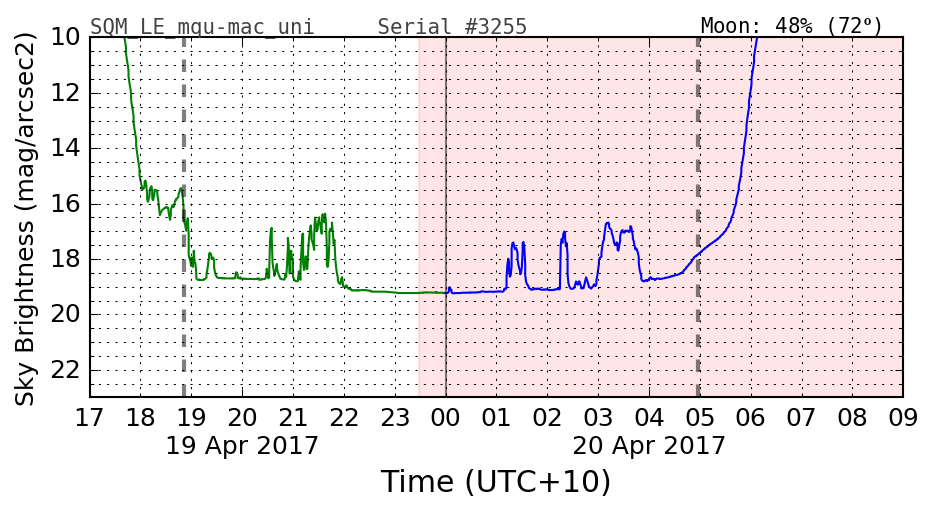 SQM_LE_mqu-mac_uni Serial #3255 Moon: 48% (72°)
Sky Brightness (mag/arcsec2)
10
12
14
16
18
20
22
17 18 19 20 21 22 23 00 01 02 03 04 05 06 07 08 09
19 Apr 2017 20 Apr 2017
Time (UTC+10)